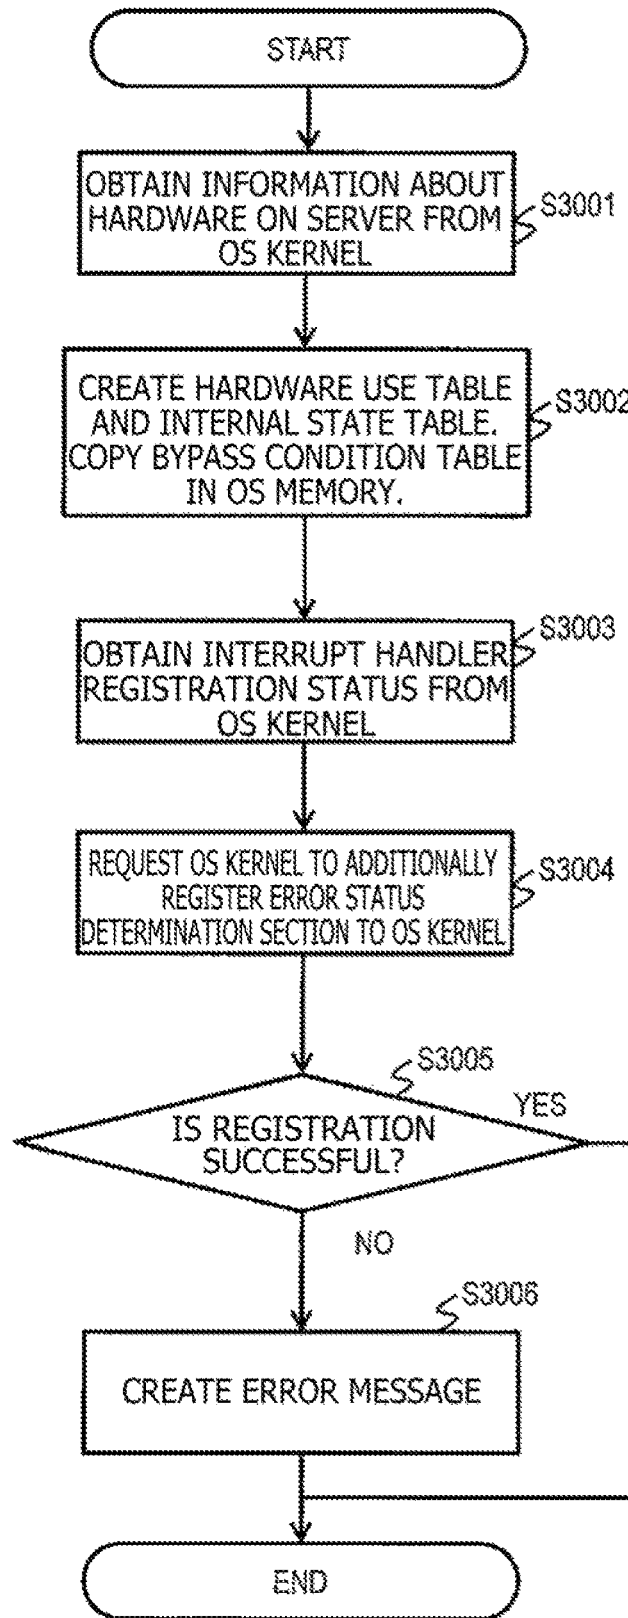 START
OBTAIN INFORMATION ABOUT
HARDWARE ON SERVER FROM
OS KERNEL
S3001
CREATE HARDWARE USE TABLE
AND INTERNAL STATE TABLE.
COPY BYPASS CONDITION TABLE
IN OS MEMORY.
S3002
OBTAIN INTERRUPT HANDLER
REGISTRATION STATUS FROM
OS KERNEL
S3003
REQUEST OS KERNEL TO ADDITIONALLY
REGISTER ERROR STATUS
DETERMINATION SECTION TO OS KERNEL
S3004
S3005
IS REGISTRATION
SUCCESSFUL?
YES
NO
S3006
CREATE ERROR MESSAGE
END